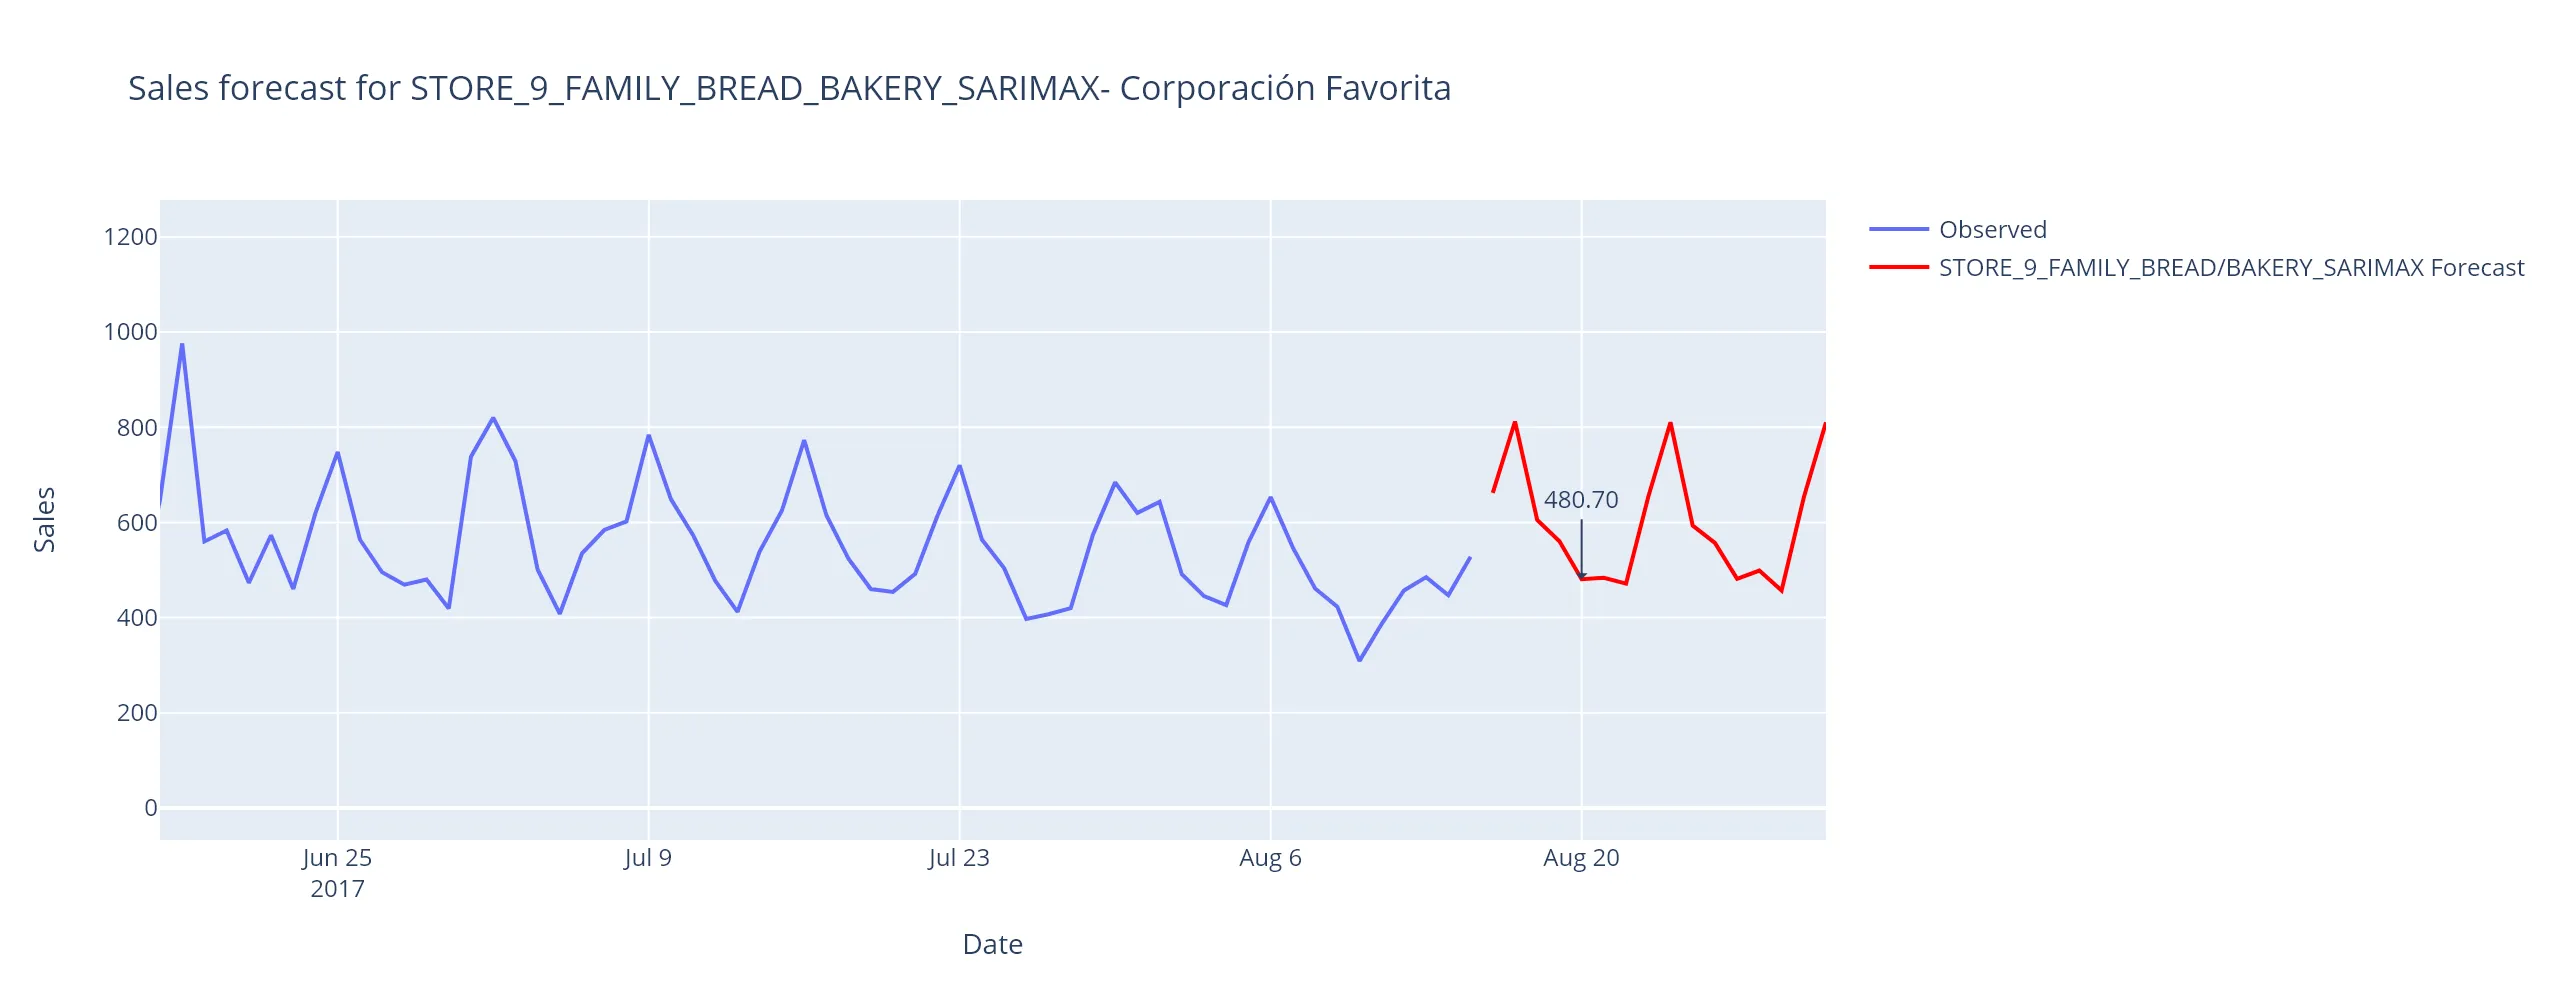 Sales forecast for STORE_9_FAMILY_BREAD_BAKERY_SARIMAX- Corporación Favorita
Observed
STORE_9_FAMILY_BREAD/BAKERY_SARIMAX Forecast
1200
1000
800
600
400
200
0
Sales
480.70
Jun 25
2017
Jul 9
Jul 23
Aug 6
Aug 20
Date